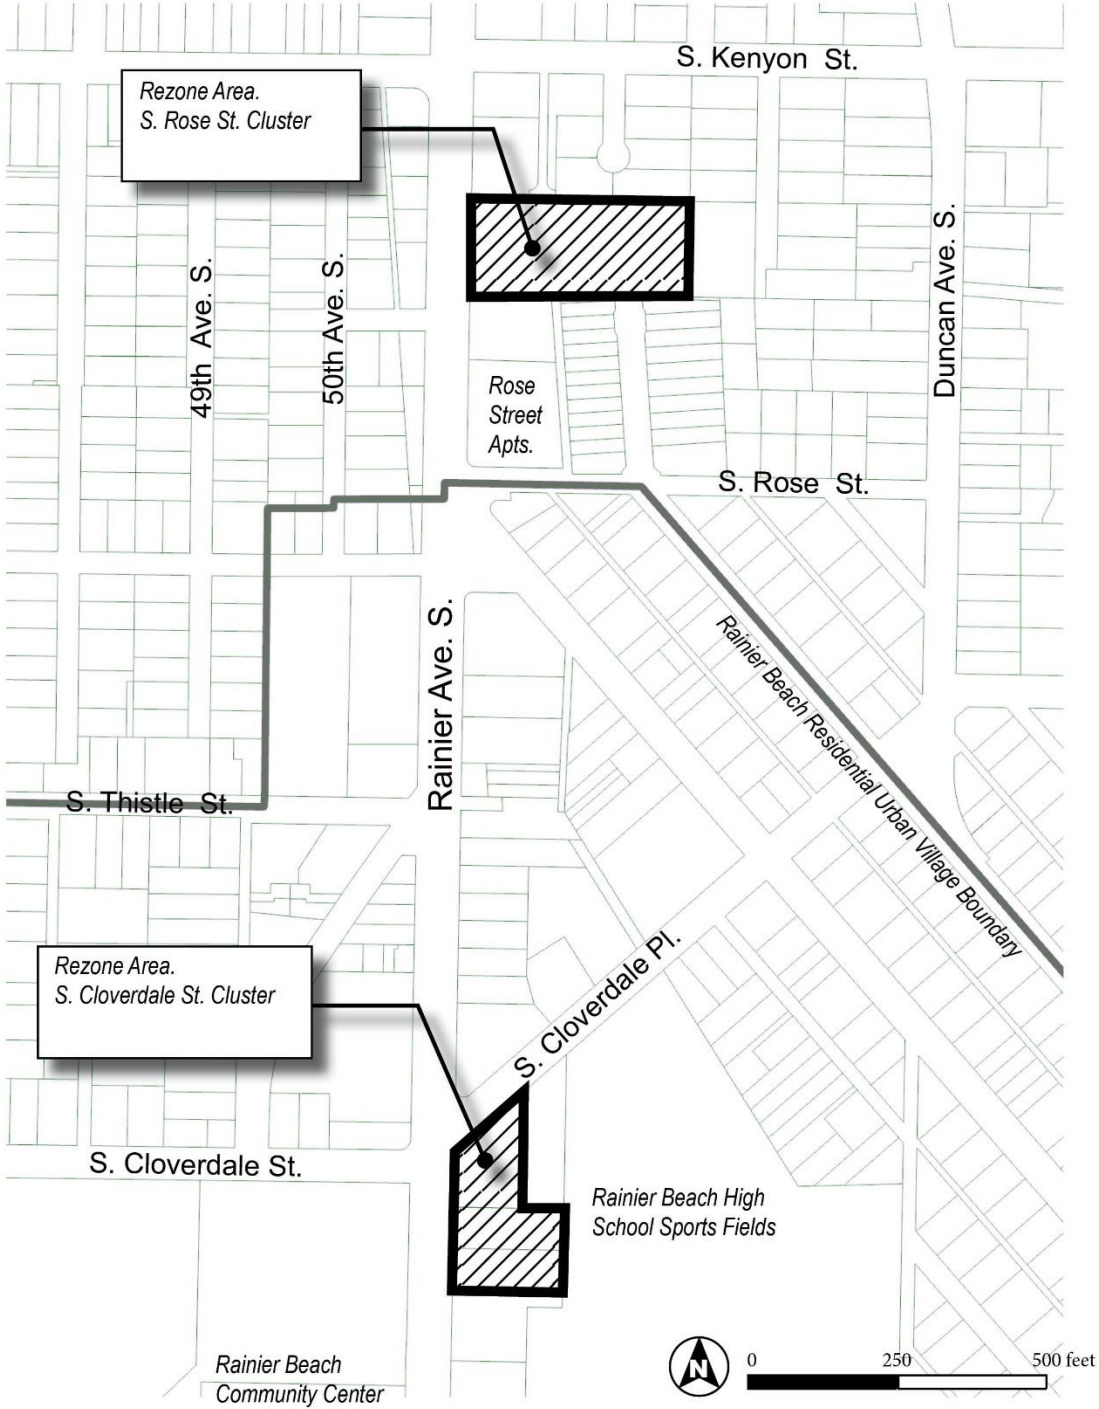 S. Kenyon St.
Rezone Area.
S. Rose St. Cluster
49th Ave. S.
50th Ave. S.
Duncan Ave. S.
Rose
Street
Apts.
S. Rose St.
Rainier Ave. S.
Rainier Beach Residential Urban Village Boundary
S. Thistle St.
Rezone Area.
S. Cloverdale St. Cluster
S. Cloverdale Pl.
S. Cloverdale St.
Rainier Beach High
School Sports Fields
Rainier Beach
Community Center
N
0 250 500 feet